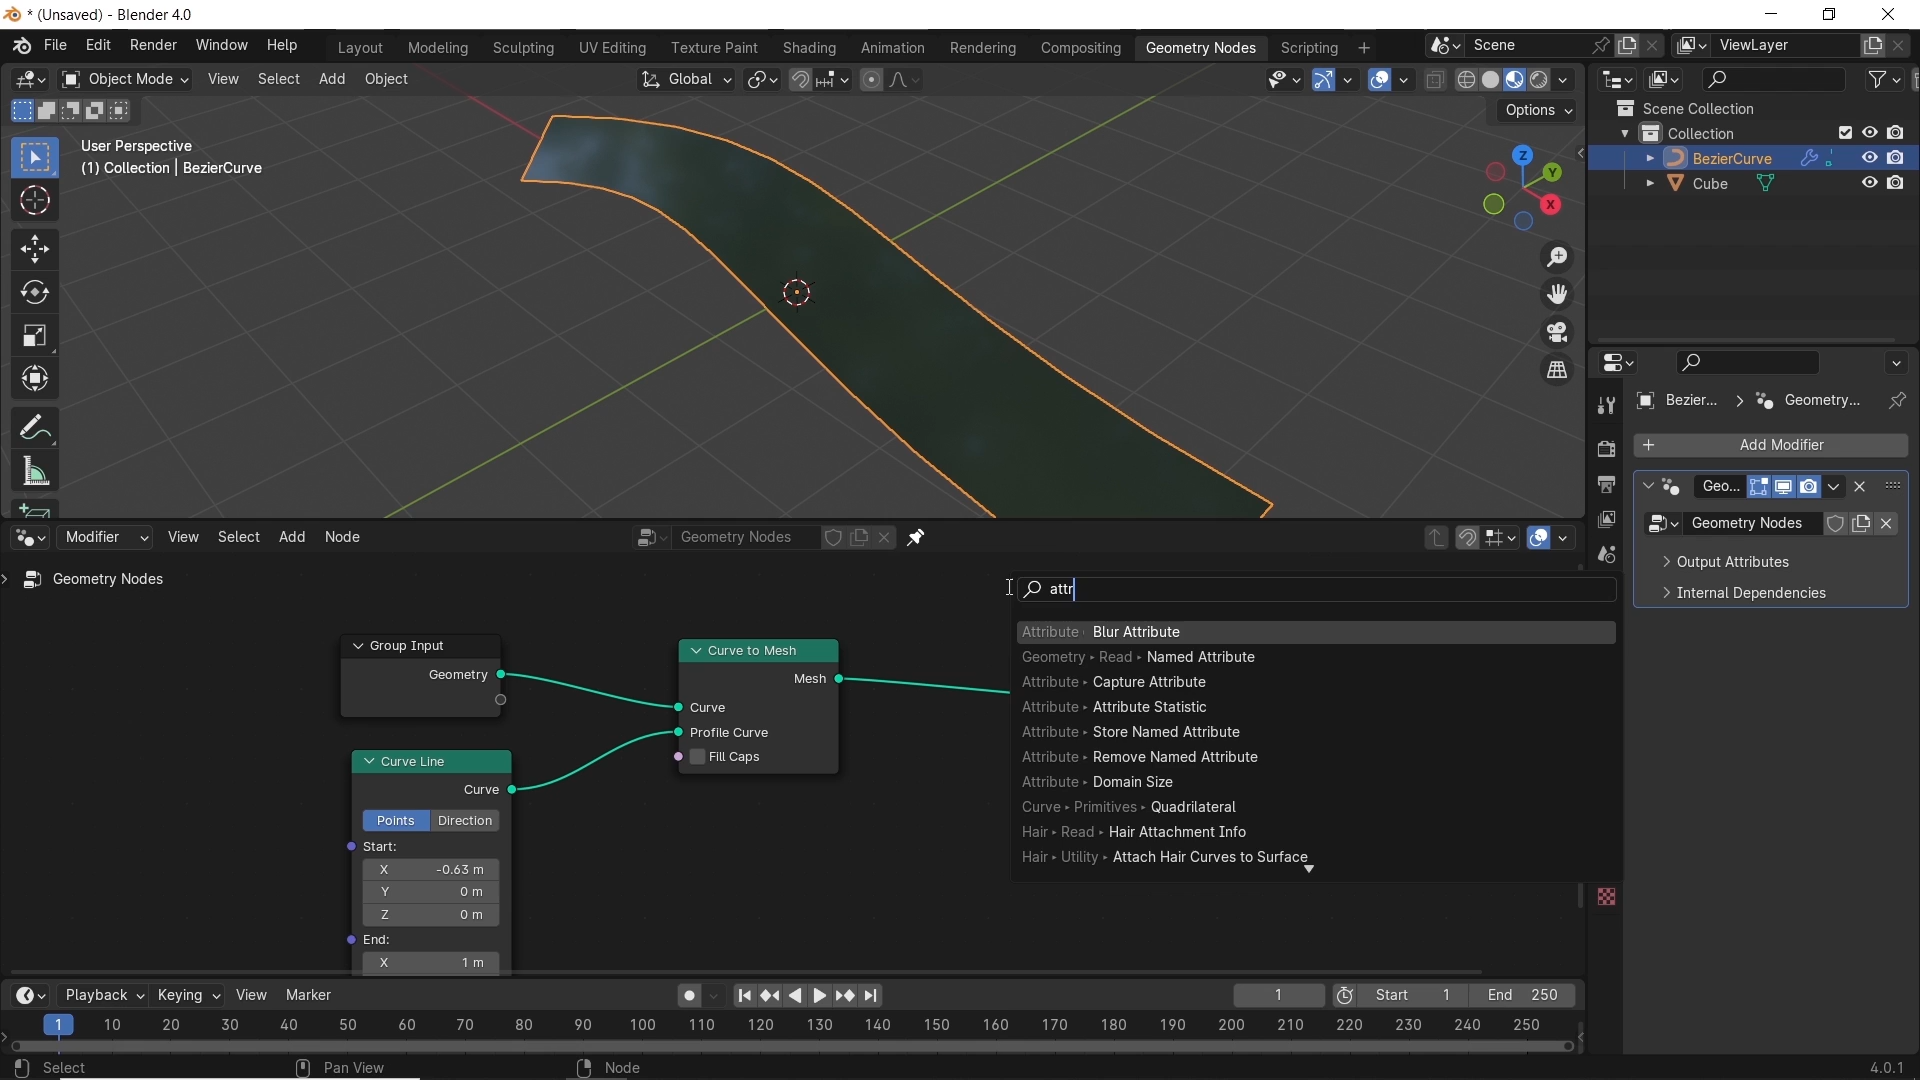 * (Unsaved) - Blender 4.0
File Edit Render Window Help
Layout Modeling Sculpting UV Editing Texture Paint Shading Animation Rendering Compositing Geometry Nodes Scripting +
Scene
ViewLayer
Object Mode View Select Add Object
Global
Options
User Perspective
(1) Collection | BezierCurve
Z
Y
X
Scene Collection
Collection
BezierCurve
Cube
Bezier... > Geometry...
+ Add Modifier
Geo...
Geometry Nodes
Output Attributes
Internal Dependencies
Modifier View Select Add Node
Geometry Nodes
Geometry Nodes
Group Input
Geometry
Curve Line
Curve
Points Direction
Start:
X -0.63 m
Y 0 m
Z 0 m
End:
X 1 m
Curve to Mesh
Mesh
Curve
Profile Curve
Fill Caps
attr
Attribute Blur Attribute
Geometry ▸ Read ▸ Named Attribute
Attribute ▸ Capture Attribute
Attribute ▸ Attribute Statistic
Attribute ▸ Store Named Attribute
Attribute ▸ Remove Named Attribute
Attribute ▸ Domain Size
Curve ▸ Primitives ▸ Quadrilateral
Hair ▸ Read ▸ Hair Attachment Info
Hair ▸ Utility ▸ Attach Hair Curves to Surface
Playback Keying View Marker
1
Start 1
End 250
1 10 20 30 40 50 60 70 80 90 100 110 120 130 140 150 160 170 180 190 200 210 220 230 240 250
Select
Pan View
Node
4.0.1